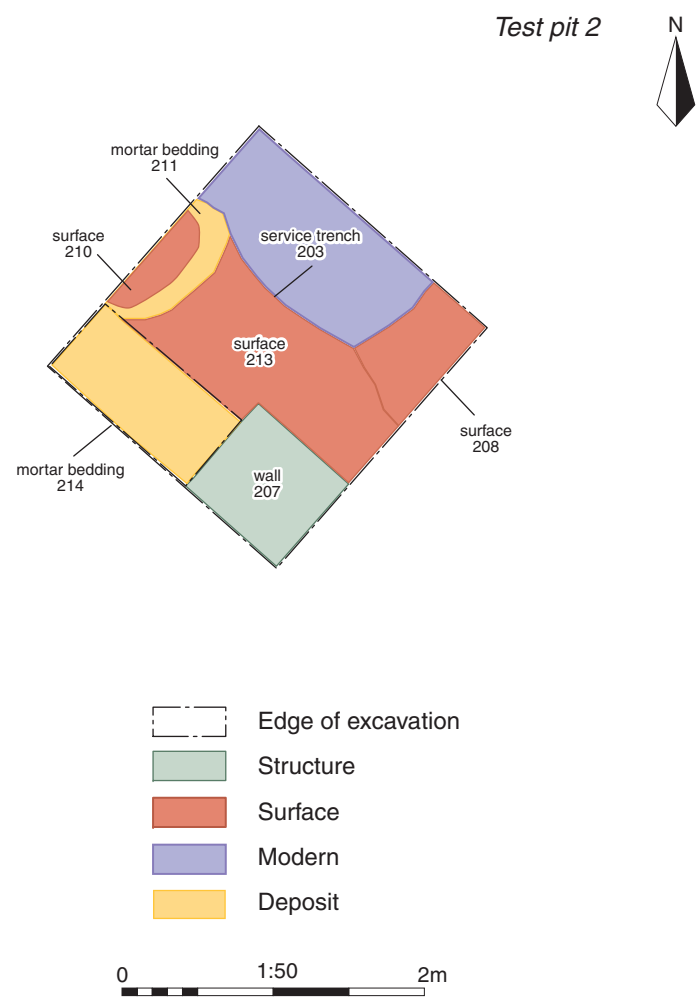 Test pit 2
N
mortar bedding
211
surface
210
service trench
203
surface
213
surface
208
mortar bedding
214
wall
207
Edge of excavation
Structure
Surface
Modern
Deposit
0 1:50 2m